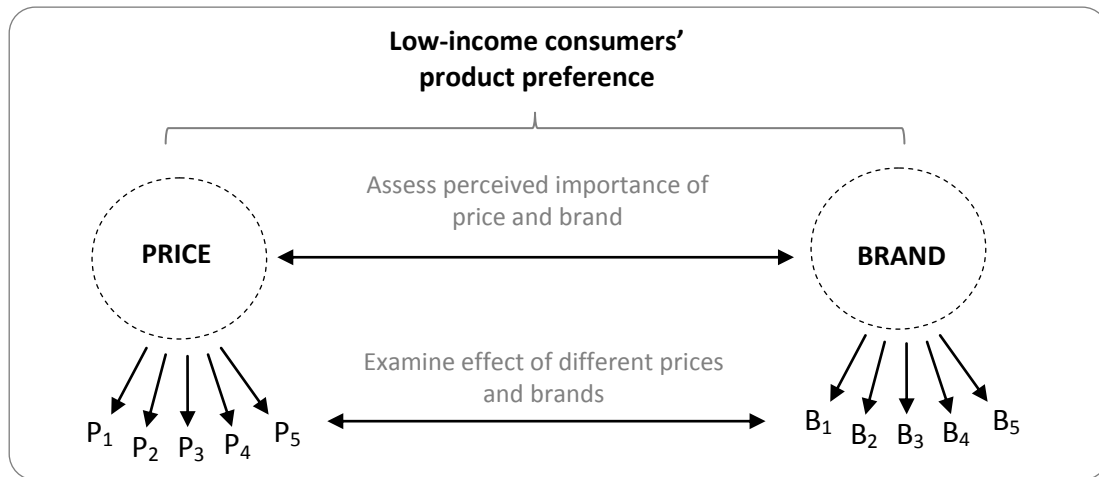 Low-income consumers’
product preference
Assess perceived importance of
price and brand
PRICE
BRAND
Examine effect of different prices
and brands
P₁ P₂ P₃ P₄ P₅
B₁ B₂ B₃ B₄ B₅